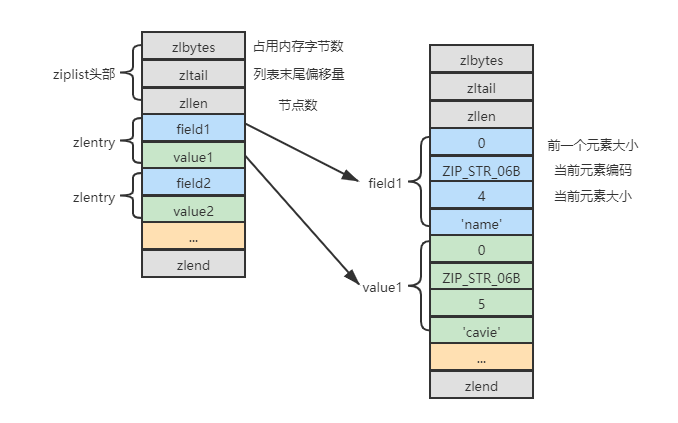 zlbytes
占用内存字节数
ziplist头部
zltail
列表末尾偏移量
zllen
节点数
zlentry
field1
value1
zlentry
field2
value2
...
zlend
zlbytes
zltail
zllen
field1
0
前一个元素大小
ZIP_STR_06B
当前元素编码
4
当前元素大小
'name'
value1
0
ZIP_STR_06B
5
'cavie'
...
zlend